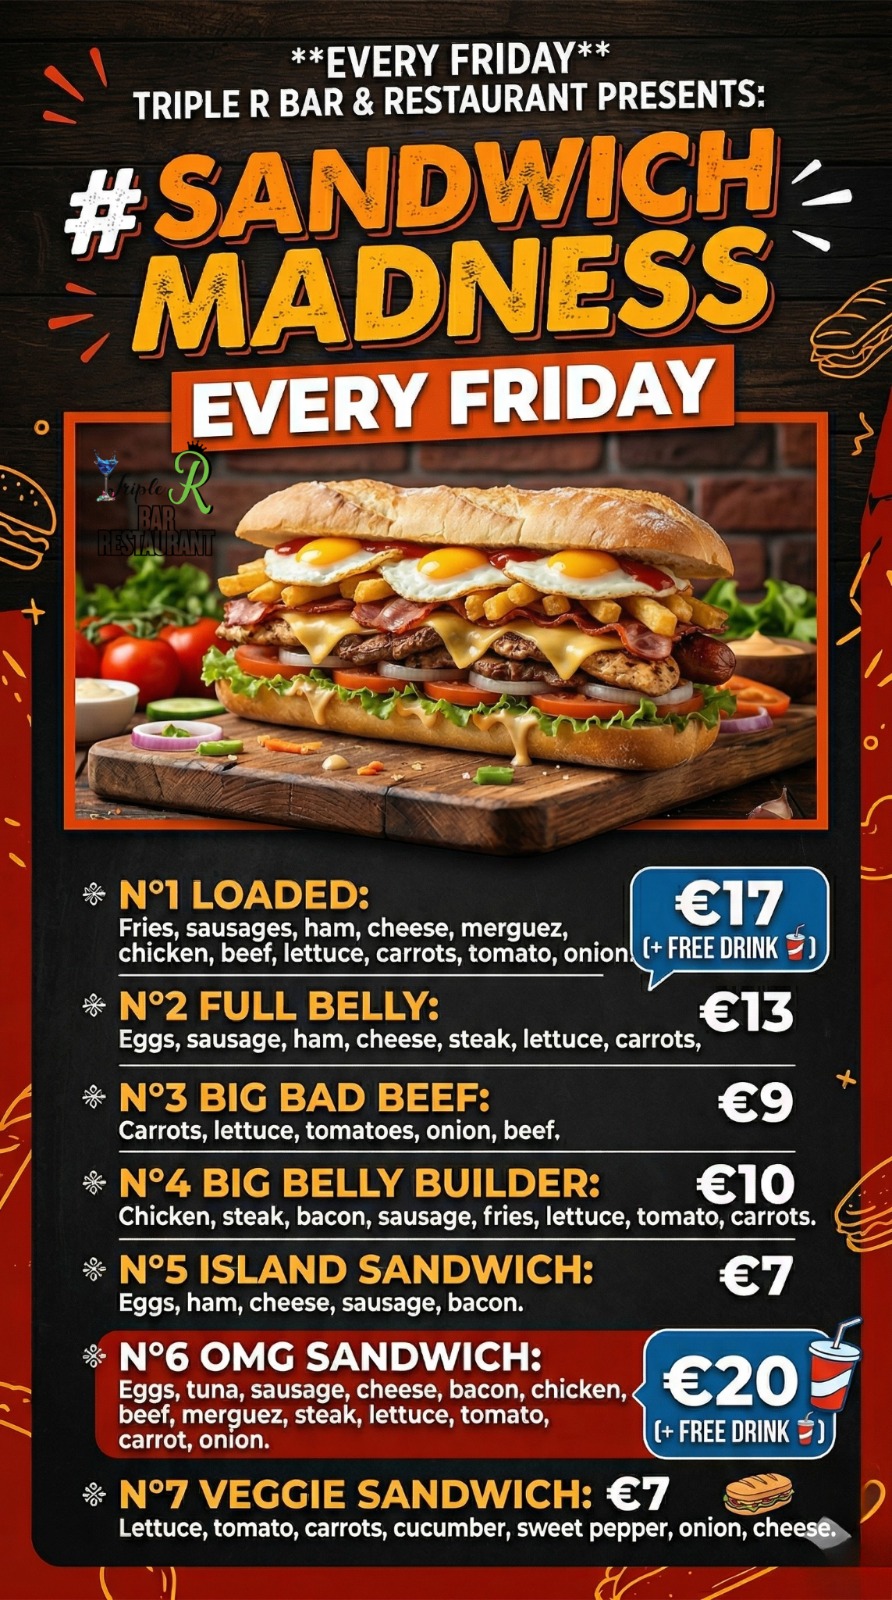 **EVERY FRIDAY**
TRIPLE R BAR & RESTAURANT PRESENTS:
#SANDWICH
MADNESS
EVERY FRIDAY
Triple R
BAR
RESTAURANT
N°1 LOADED:
€17
Fries, sausages, ham, cheese, merguez,
chicken, beef, lettuce, carrots, tomato, onion.
(+ FREE DRINK )
N°2 FULL BELLY:
€13
Eggs, sausage, ham, cheese, steak, lettuce, carrots,
N°3 BIG BAD BEEF:
€9
Carrots, lettuce, tomatoes, onion, beef.
N°4 BIG BELLY BUILDER:
€10
Chicken, steak, bacon, sausage, fries, lettuce, tomato, carrots.
N°5 ISLAND SANDWICH:
€7
Eggs, ham, cheese, sausage, bacon.
N°6 OMG SANDWICH:
€20
Eggs, tuna, sausage, cheese, bacon, chicken,
beef, merguez, steak, lettuce, tomato,
carrot, onion.
(+ FREE DRINK )
N°7 VEGGIE SANDWICH: €7
Lettuce, tomato, carrots, cucumber, sweet pepper, onion, cheese.